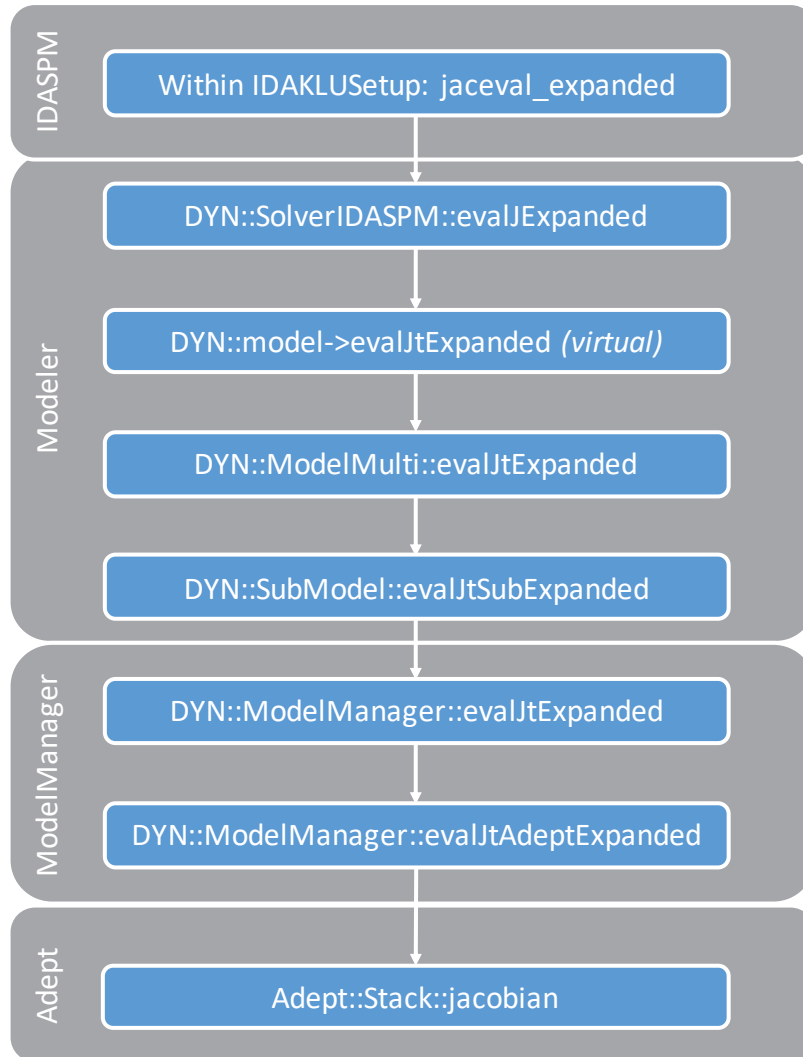 IDASPM
Within IDAKLUSetup: jaceval_expanded
Modeler
DYN::SolverIDASPM::evalJExpanded
DYN::model->evalJtExpanded (virtual)
DYN::ModelMulti::evalJtExpanded
DYN::SubModel::evalJtSubExpanded
ModelManager
DYN::ModelManager::evalJtExpanded
DYN::ModelManager::evalJtAdeptExpanded
Adept
Adept::Stack::jacobian